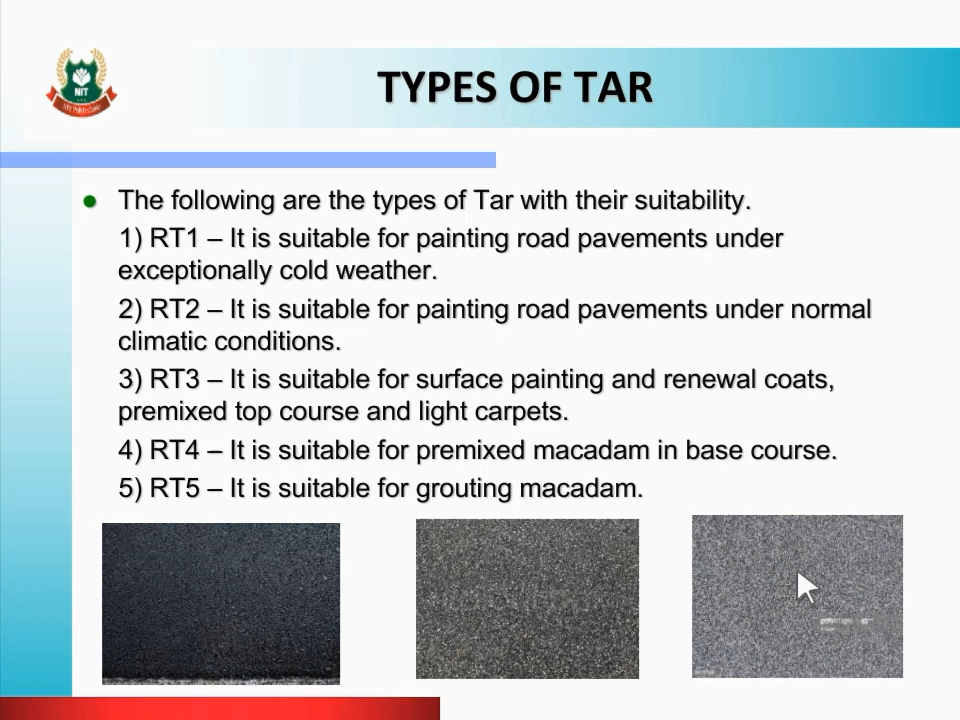 TYPES OF TAR
NIT
The following are the types of Tar with their suitability.
1) RT1 – It is suitable for painting road pavements under
exceptionally cold weather.
2) RT2 – It is suitable for painting road pavements under normal
climatic conditions.
3) RT3 – It is suitable for surface painting and renewal coats,
premixed top course and light carpets.
4) RT4 – It is suitable for premixed macadam in base course.
5) RT5 – It is suitable for grouting macadam.